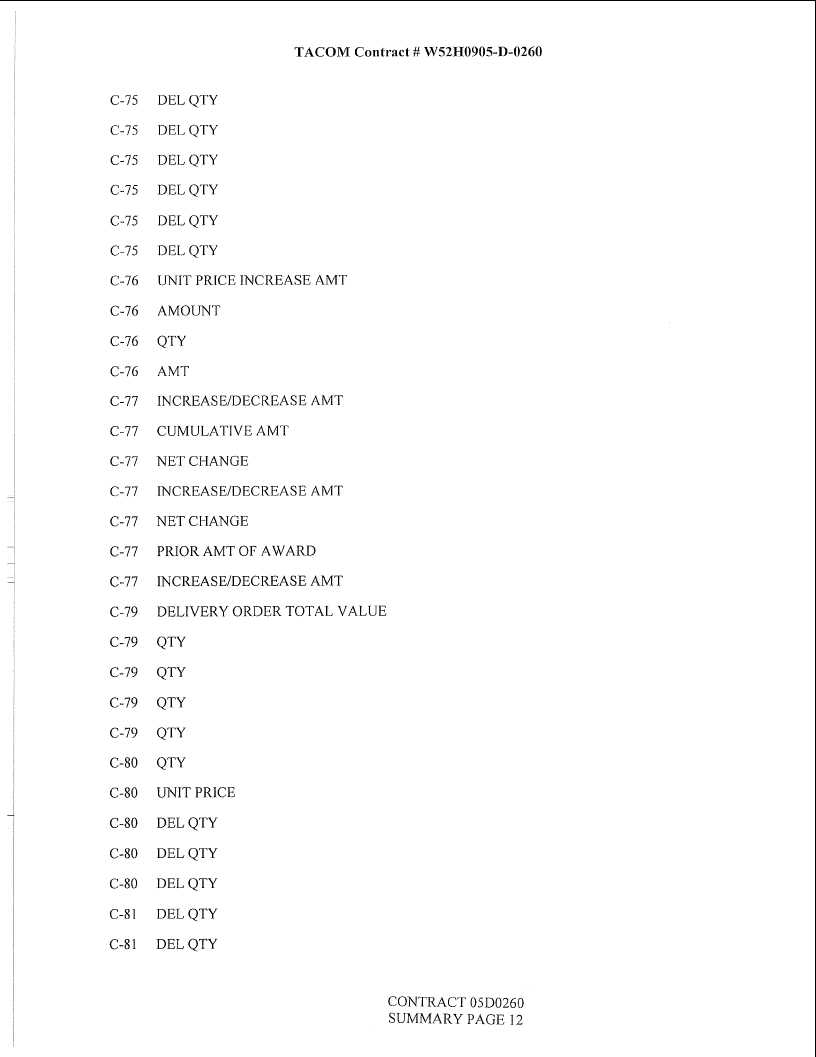 TACOM Contract # W52H0905-D-0260
C-75 DEL QTY
C-75 DEL QTY
C-75 DEL QTY
C-75 DEL QTY
C-75 DEL QTY
C-75 DEL QTY
C-76 UNIT PRICE INCREASE AMT
C-76 AMOUNT
C-76 QTY
C-76 AMT
C-77 INCREASE/DECREASE AMT
C-77 CUMULATIVE AMT
C-77 NET CHANGE
C-77 INCREASE/DECREASE AMT
C-77 NET CHANGE
C-77 PRIOR AMT OF AWARD
C-77 INCREASE/DECREASE AMT
C-79 DELIVERY ORDER TOTAL VALUE
C-79 QTY
C-79 QTY
C-79 QTY
C-79 QTY
C-80 QTY
C-80 UNIT PRICE
C-80 DEL QTY
C-80 DEL QTY
C-80 DEL QTY
C-81 DEL QTY
C-81 DEL QTY
CONTRACT 05D0260
SUMMARY PAGE 12